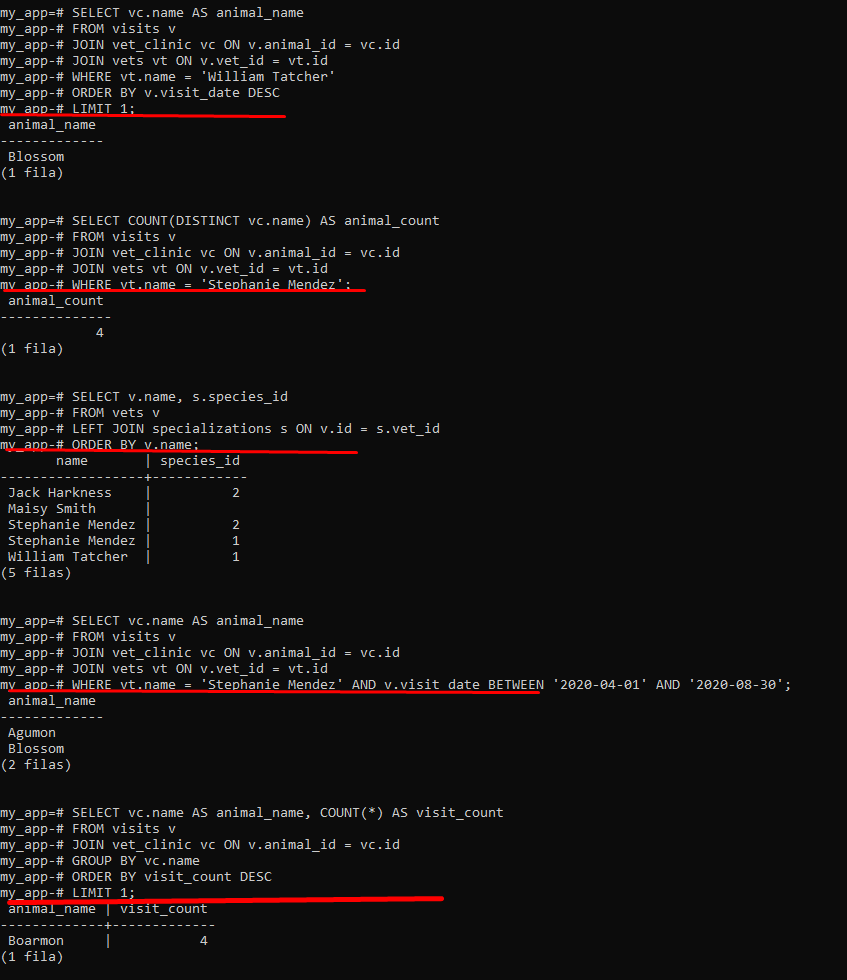 my_app=# SELECT vc.name AS animal_name
my_app-# FROM visits v
my_app-# JOIN vet_clinic vc ON v.animal_id = vc.id
my_app-# JOIN vets vt ON v.vet_id = vt.id
my_app-# WHERE vt.name = 'William Tatcher'
my_app-# ORDER BY v.visit_date DESC
my_app-# LIMIT 1;
 animal_name
-------------
 Blossom
(1 fila)

my_app=# SELECT COUNT(DISTINCT vc.name) AS animal_count
my_app-# FROM visits v
my_app-# JOIN vet_clinic vc ON v.animal_id = vc.id
my_app-# JOIN vets vt ON v.vet_id = vt.id
my_app-# WHERE vt.name = 'Stephanie Mendez';
 animal_count
--------------
            4
(1 fila)

my_app=# SELECT v.name, s.species_id
my_app-# FROM vets v
my_app-# LEFT JOIN specializations s ON v.id = s.vet_id
my_app-# ORDER BY v.name;
       name       | species_id
------------------+------------
 Jack Harkness    |          2
 Maisy Smith      |
 Stephanie Mendez |          2
 Stephanie Mendez |          1
 William Tatcher  |          1
(5 filas)

my_app=# SELECT vc.name AS animal_name
my_app-# FROM visits v
my_app-# JOIN vet_clinic vc ON v.animal_id = vc.id
my_app-# JOIN vets vt ON v.vet_id = vt.id
my_app-# WHERE vt.name = 'Stephanie Mendez' AND v.visit_date BETWEEN '2020-04-01' AND '2020-08-30';
 animal_name
-------------
 Agumon
 Blossom
(2 filas)

my_app=# SELECT vc.name AS animal_name, COUNT(*) AS visit_count
my_app-# FROM visits v
my_app-# JOIN vet_clinic vc ON v.animal_id = vc.id
my_app-# GROUP BY vc.name
my_app-# ORDER BY visit_count DESC
my_app-# LIMIT 1;
 animal_name | visit_count
-------------+-------------
 Boarmon     |           4
(1 fila)